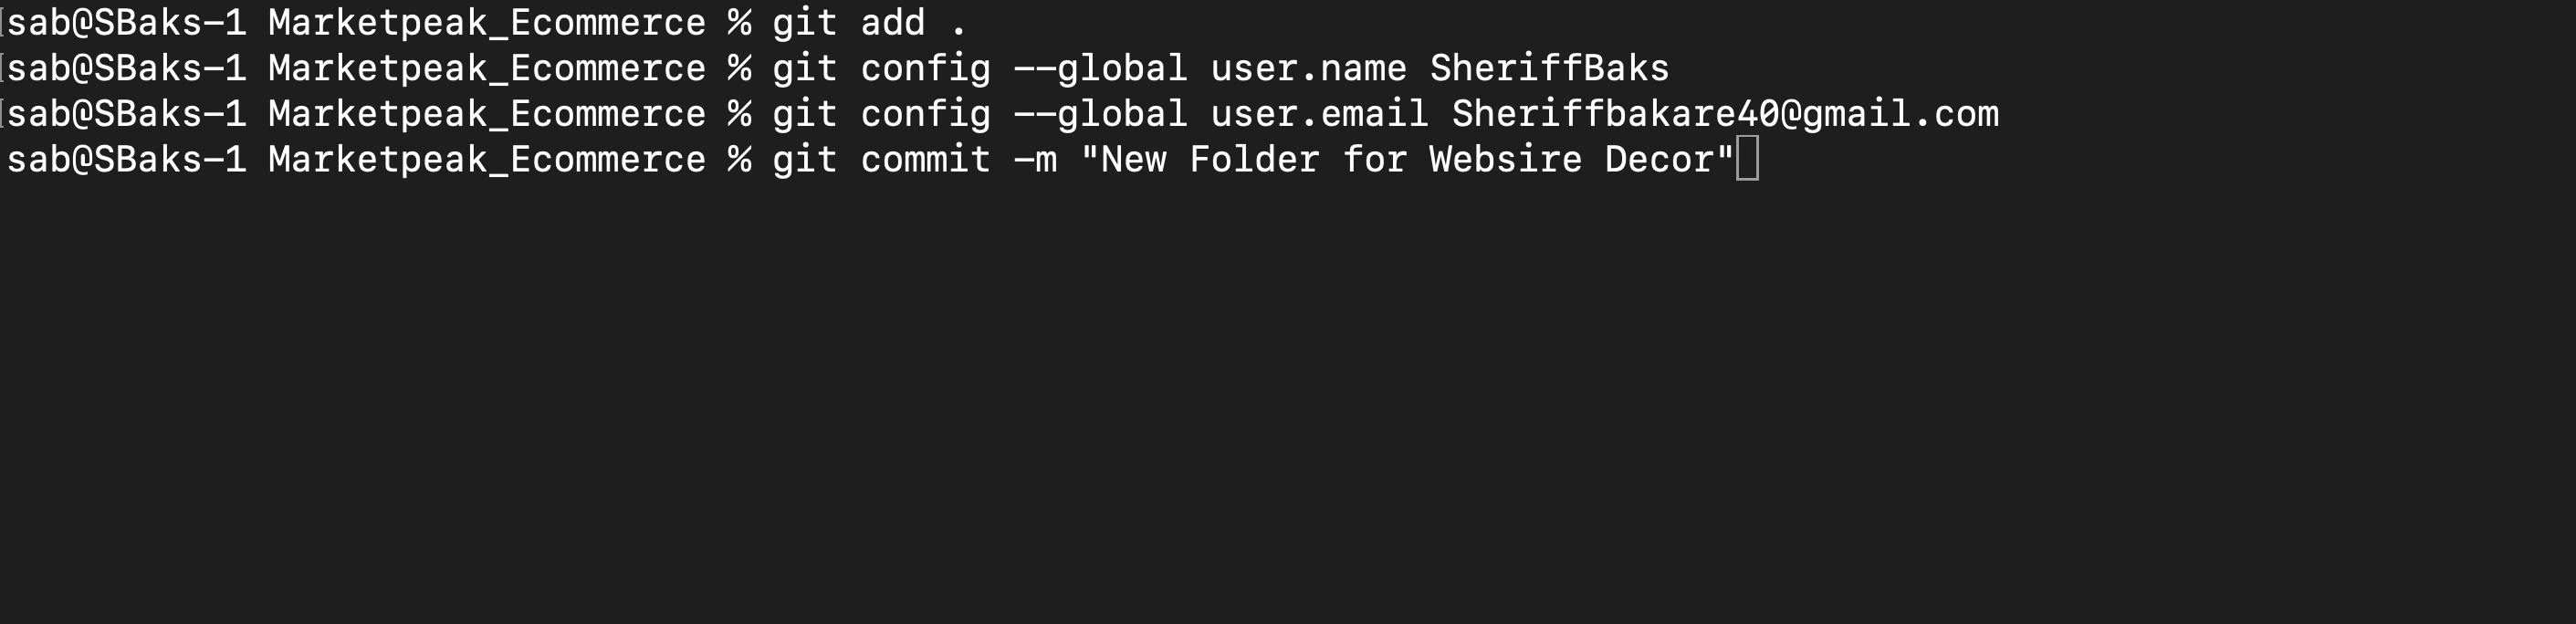 sab@SBaks-1 Marketpeak_Ecommerce % git add .
sab@SBaks-1 Marketpeak_Ecommerce % git config --global user.name SheriffBaks
sab@SBaks-1 Marketpeak_Ecommerce % git config --global user.email Sheriffbakare40@gmail.com
sab@SBaks-1 Marketpeak_Ecommerce % git commit -m "New Folder for Websire Decor"